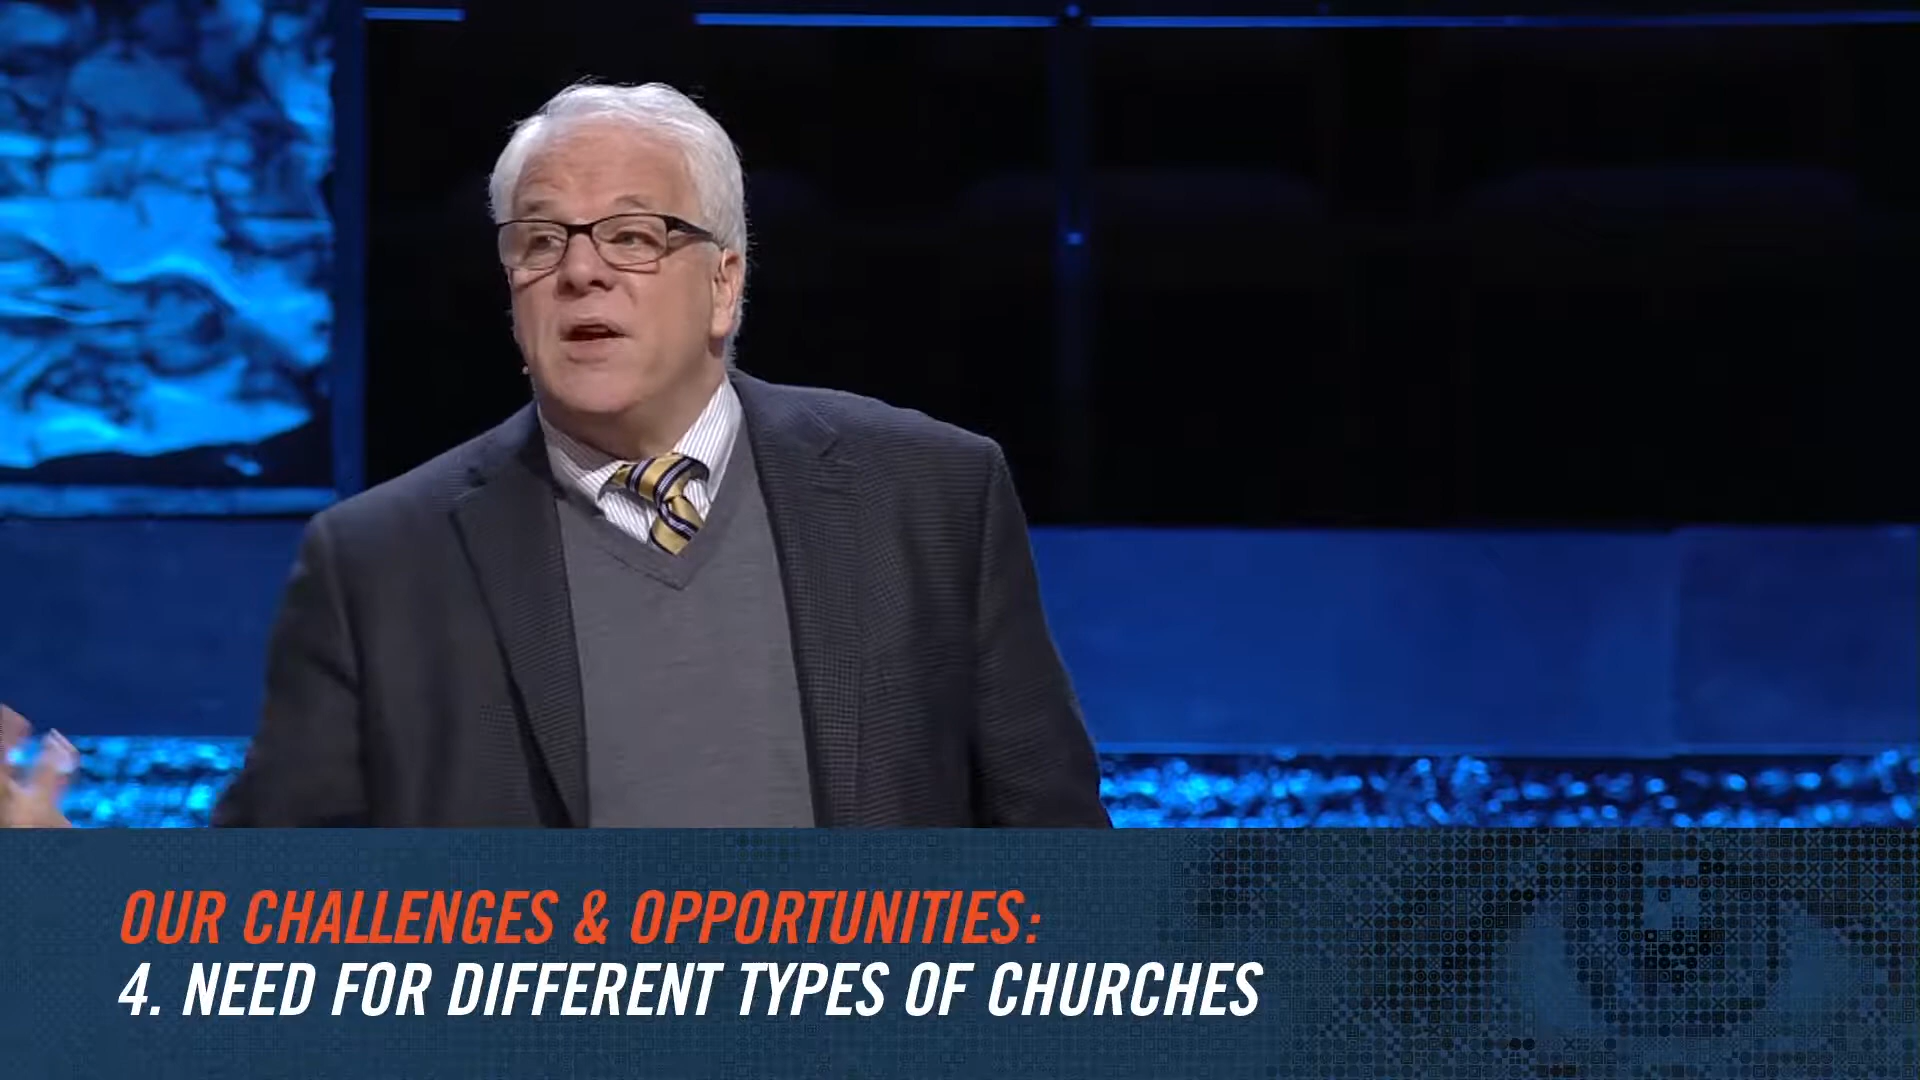 OUR CHALLENGES & OPPORTUNITIES:
4. NEED FOR DIFFERENT TYPES OF CHURCHES